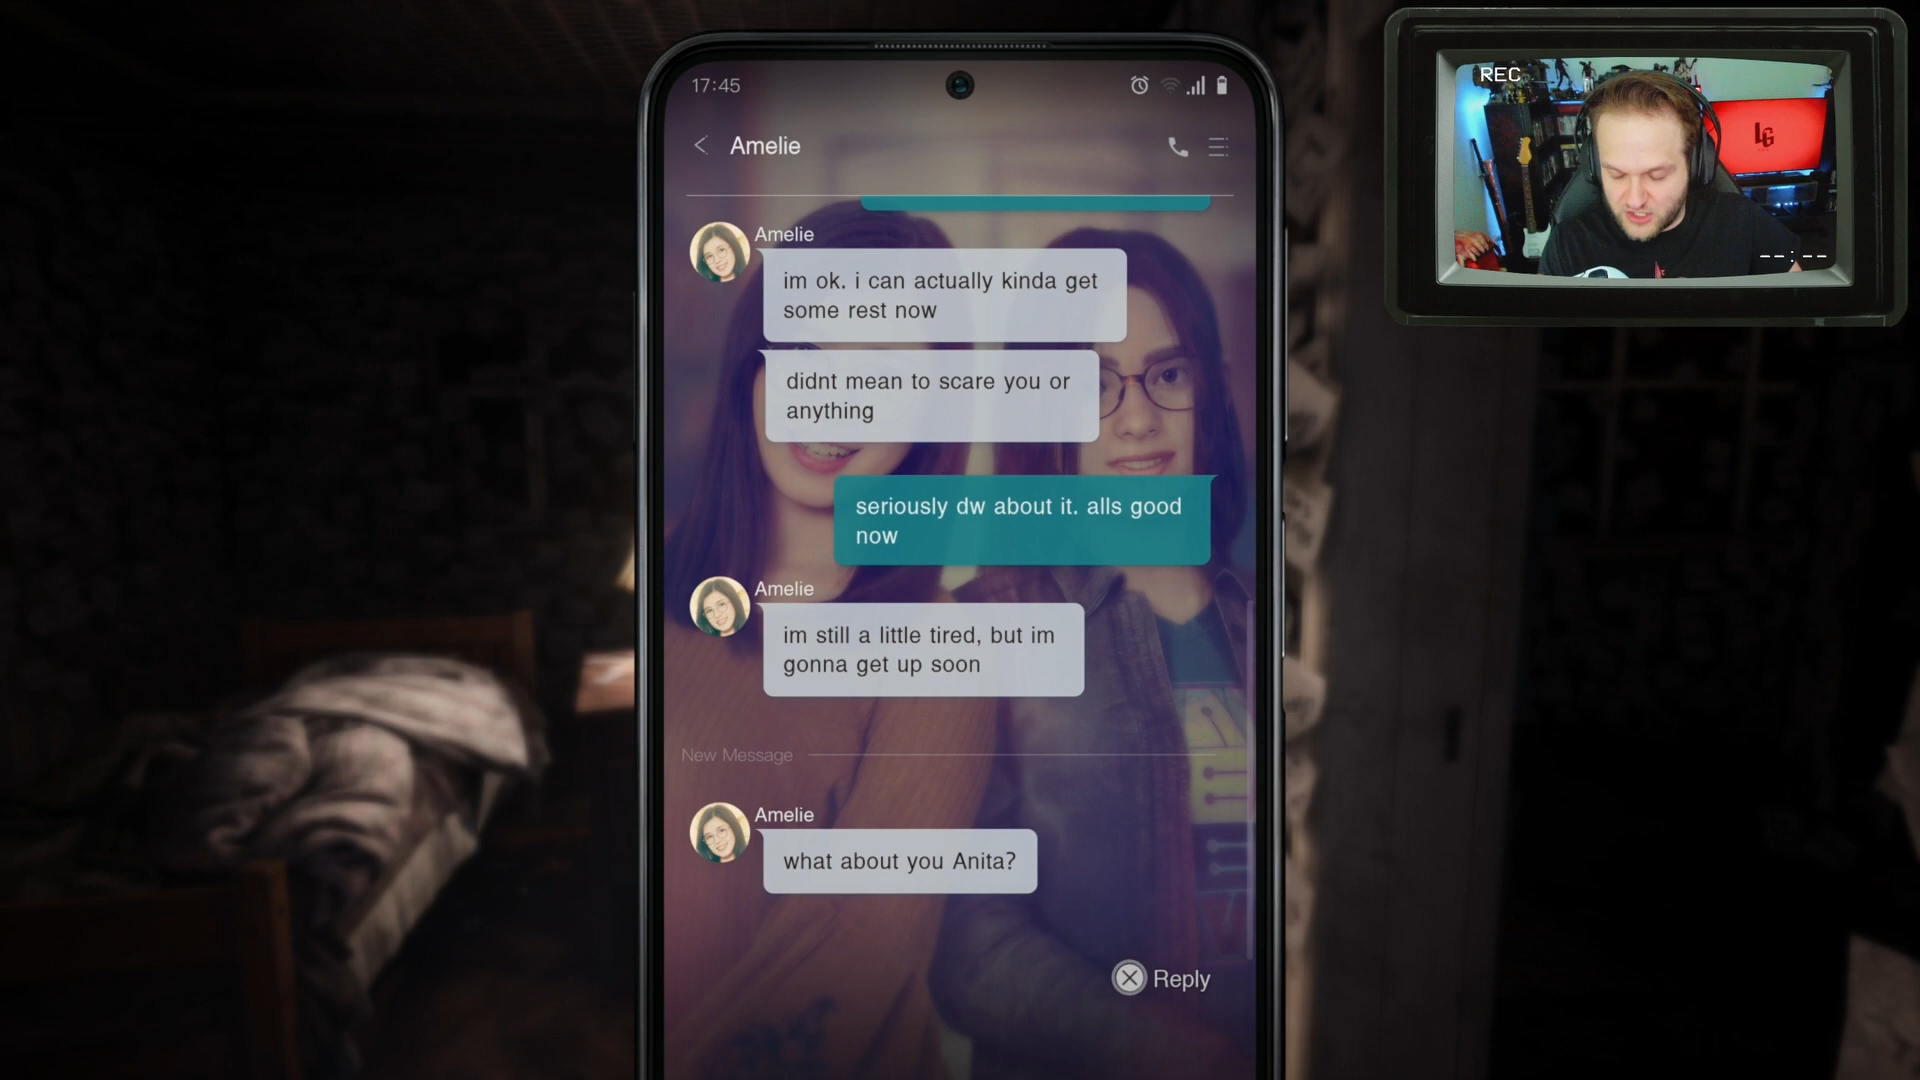 17:45
REC
Amelie
Amelie
im ok. i can actually kinda get
some rest now
didnt mean to scare you or
anything
seriously dw about it. alls good
now
Amelie
im still a little tired, but im
gonna get up soon
New Message
Amelie
what about you Anita?
Reply
LG
--:--